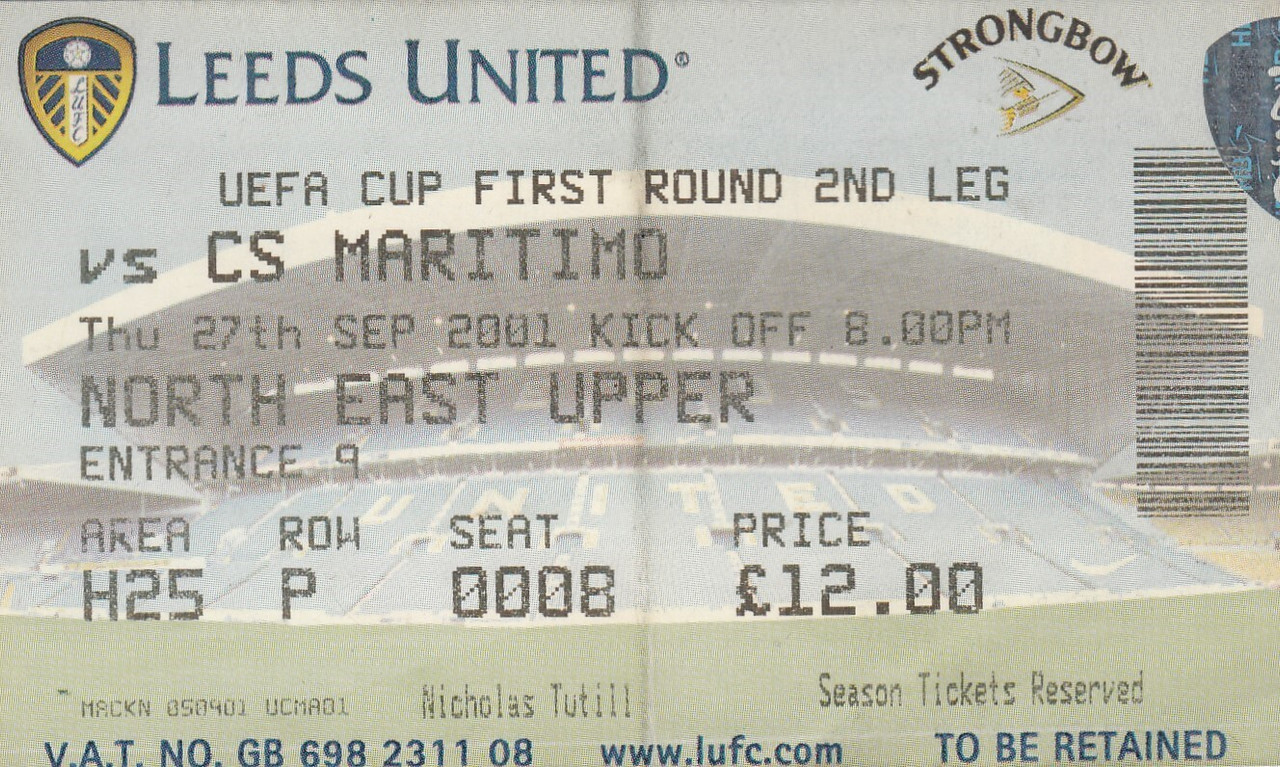 LUFC
LEEDS UNITED®
STRONGBOW
UEFA CUP FIRST ROUND 2ND LEG
vs CS MARITIMO
Thu 27th SEP 2001 KICK OFF 8.00PM
NORTH EAST UPPER
ENTRANCE 9
UNITED
AREA ROW SEAT PRICE
H25 P 0008 £12.00
MACKN 050901 UCMA01 Nicholas Tutill Season Tickets Reserved
V.A.T. NO. GB 698 2311 08 www.lufc.com TO BE RETAINED